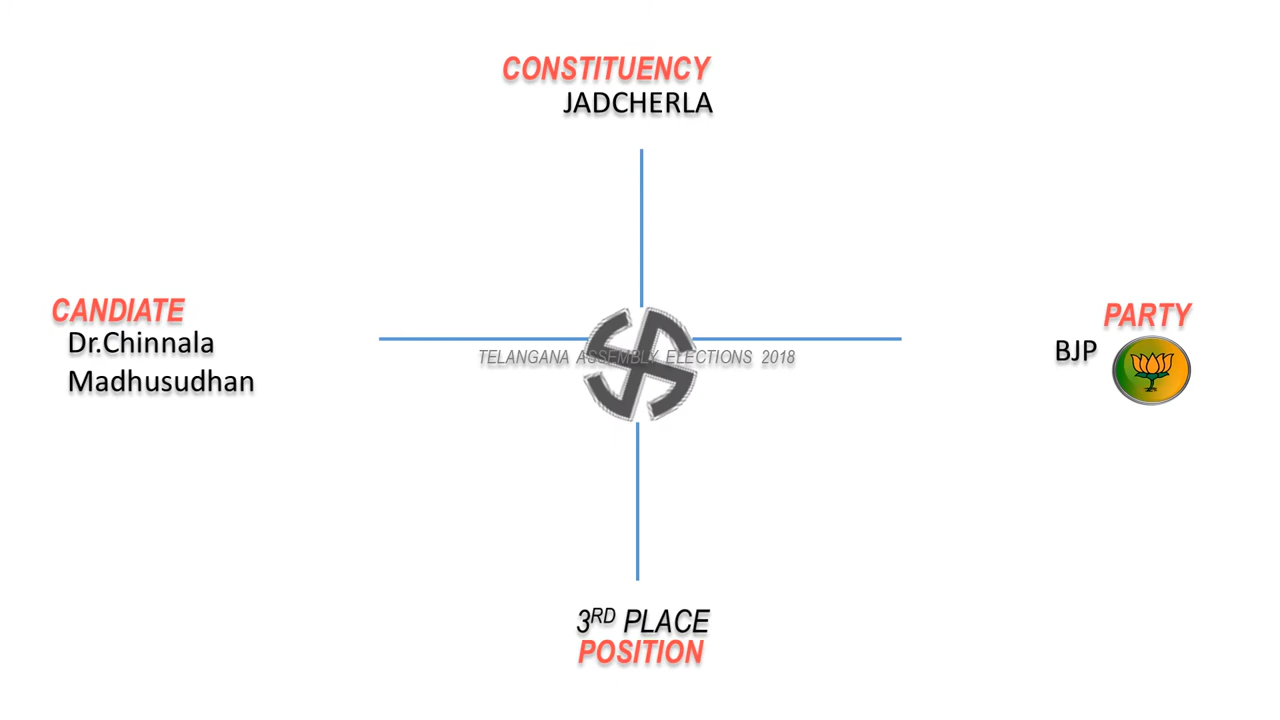 CONSTITUENCY
JADCHERLA
CANDIATE
Dr.Chinnala
Madhusudhan
TELANGANA ASSEMBLY ELECTIONS 2018
PARTY
BJP
3RD PLACE
POSITION